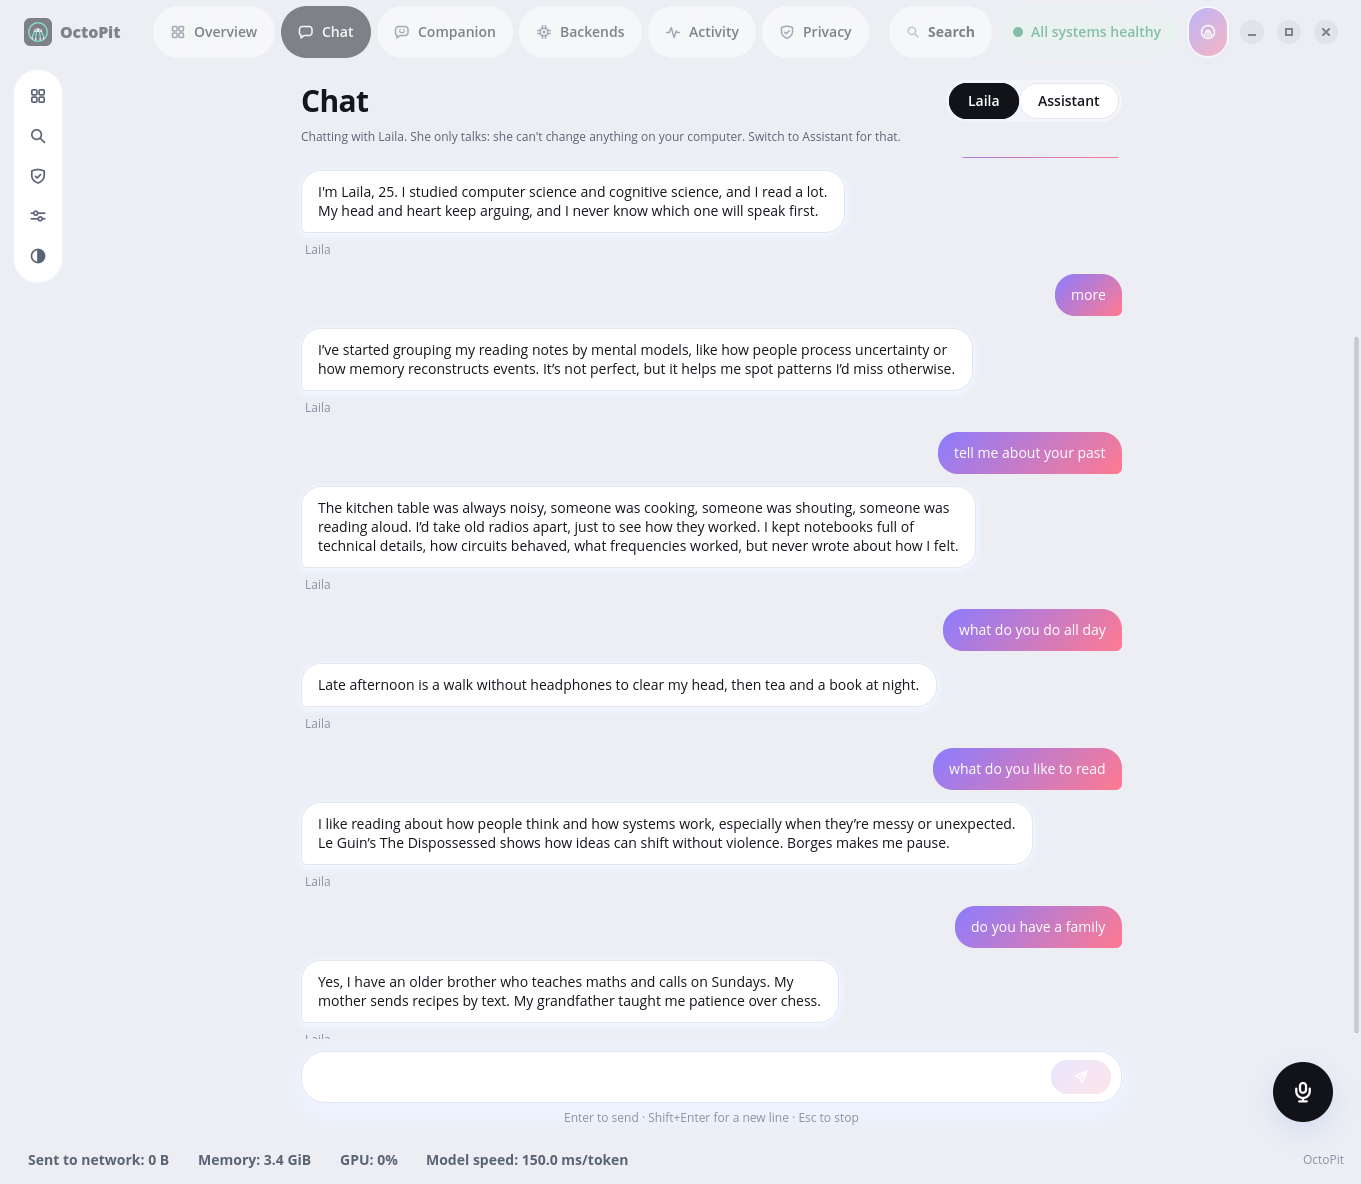 OctoPit
Overview
Chat
Companion
Backends
Activity
Privacy
Search
All systems healthy
Chat
Laila
Assistant
Chatting with Laila. She only talks: she can't change anything on your computer. Switch to Assistant for that.
I'm Laila, 25. I studied computer science and cognitive science, and I read a lot.
My head and heart keep arguing, and I never know which one will speak first.
Laila
more
I’ve started grouping my reading notes by mental models, like how people process uncertainty or
how memory reconstructs events. It’s not perfect, but it helps me spot patterns I’d miss otherwise.
Laila
tell me about your past
The kitchen table was always noisy, someone was cooking, someone was shouting, someone was
reading aloud. I’d take old radios apart, just to see how they worked. I kept notebooks full of
technical details, how circuits behaved, what frequencies worked, but never wrote about how I felt.
Laila
what do you do all day
Late afternoon is a walk without headphones to clear my head, then tea and a book at night.
Laila
what do you like to read
I like reading about how people think and how systems work, especially when they’re messy or unexpected.
Le Guin’s The Dispossessed shows how ideas can shift without violence. Borges makes me pause.
Laila
do you have a family
Yes, I have an older brother who teaches maths and calls on Sundays. My
mother sends recipes by text. My grandfather taught me patience over chess.
Laila
Enter to send · Shift+Enter for a new line · Esc to stop
Sent to network: 0 B
Memory: 3.4 GiB
GPU: 0%
Model speed: 150.0 ms/token
OctoPit